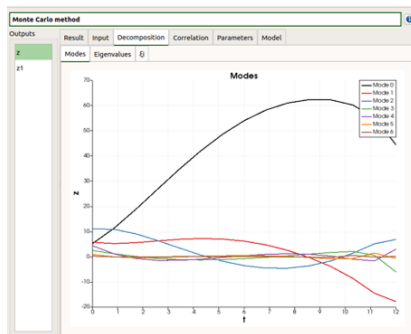 Monte Carlo method
Outputs
z
z1
Result Input Decomposition Correlation Parameters Model
Modes Eigenvalues ξi
Modes
70
60
50
40
30
20
10
0
-10
-20
z
0 1 2 3 4 5 6 7 8 9 10 11 12
t
Mode 0
Mode 1
Mode 2
Mode 3
Mode 4
Mode 5
Mode 6